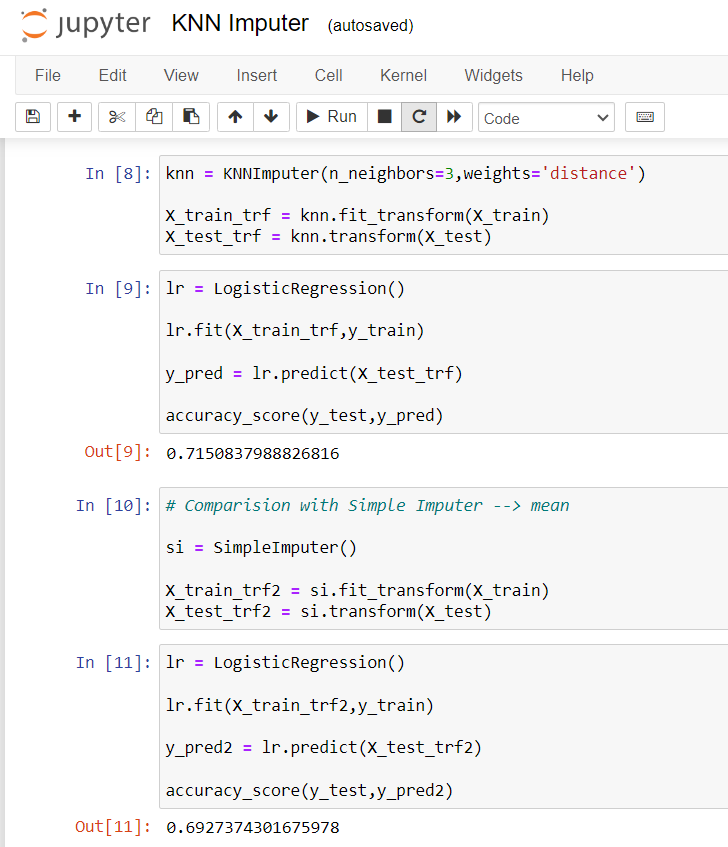 jupyter KNN Imputer (autosaved)
File Edit View Insert Cell Kernel Widgets Help
Run Code
In [8]: knn = KNNImputer(n_neighbors=3,weights='distance')
X_train_trf = knn.fit_transform(X_train)
X_test_trf = knn.transform(X_test)
In [9]: lr = LogisticRegression()
lr.fit(X_train_trf,y_train)
y_pred = lr.predict(X_test_trf)
accuracy_score(y_test,y_pred)
Out[9]: 0.7150837988826816
In [10]: # Comparision with Simple Imputer --> mean
si = SimpleImputer()
X_train_trf2 = si.fit_transform(X_train)
X_test_trf2 = si.transform(X_test)
In [11]: lr = LogisticRegression()
lr.fit(X_train_trf2,y_train)
y_pred2 = lr.predict(X_test_trf2)
accuracy_score(y_test,y_pred2)
Out[11]: 0.6927374301675978